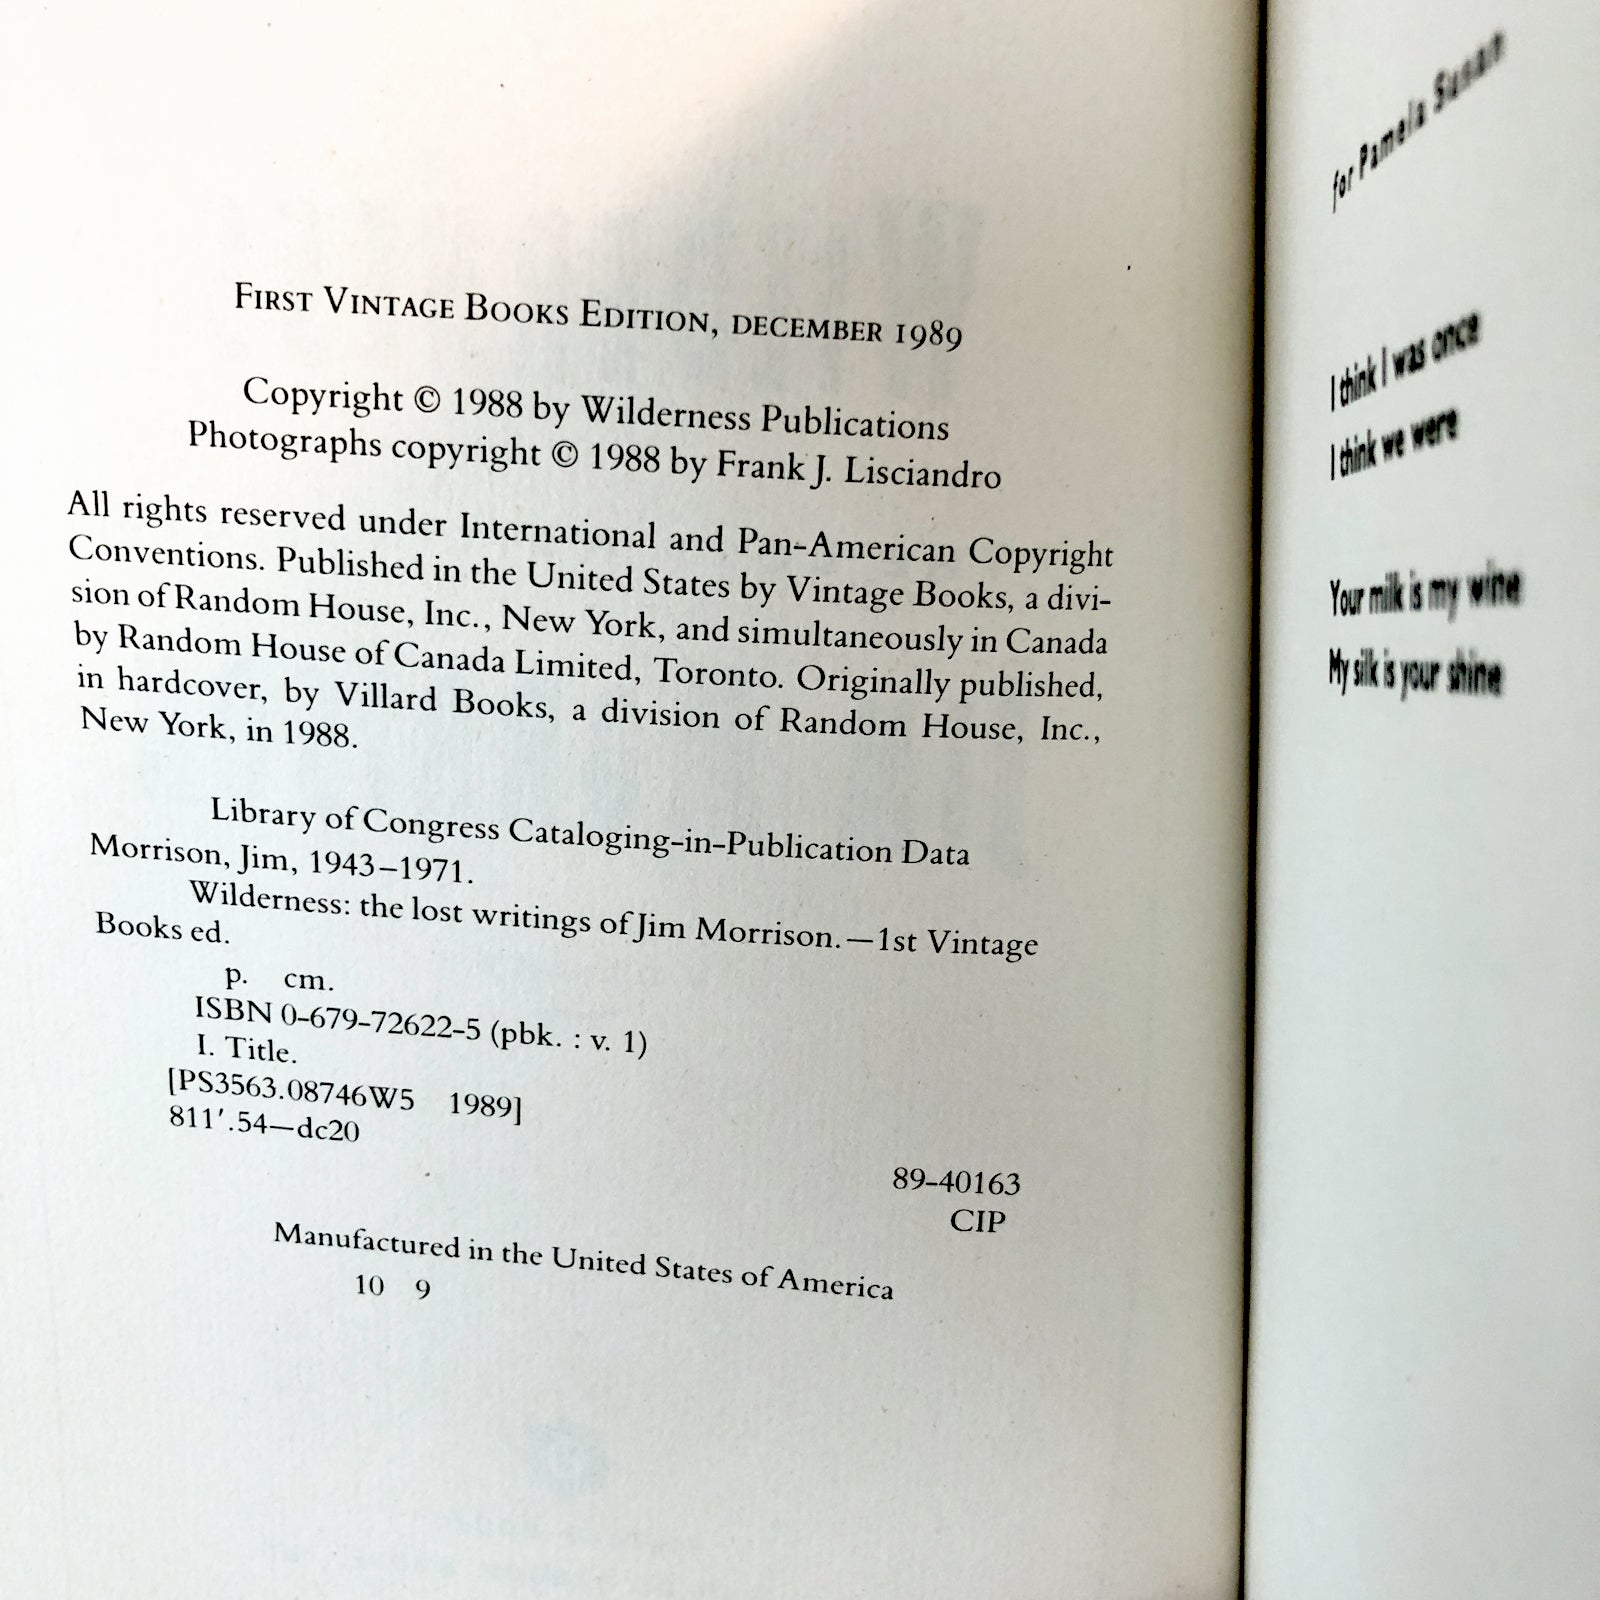 FIRST VINTAGE BOOKS EDITION, DECEMBER 1989
Copyright © 1988 by Wilderness Publications
Photographs copyright © 1988 by Frank J. Lisciandro
All rights reserved under International and Pan-American Copyright
Conventions. Published in the United States by Vintage Books, a divi-
sion of Random House, Inc., New York, and simultaneously in Canada
by Random House of Canada Limited, Toronto. Originally published,
in hardcover, by Villard Books, a division of Random House, Inc.,
New York, in 1988.
Library of Congress Cataloging-in-Publication Data
Morrison, Jim, 1943–1971.
Wilderness: the lost writings of Jim Morrison.—1st Vintage
Books ed.
p. cm.
ISBN 0-679-72622-5 (pbk. : v. 1)
I. Title.
[PS3563.08746W5 1989]
811′.54—dc20
89-40163
CIP
Manufactured in the United States of America
10 9
for Pamela Susan
I think I was once
I think we were
Your milk is my wine
My silk is your shine